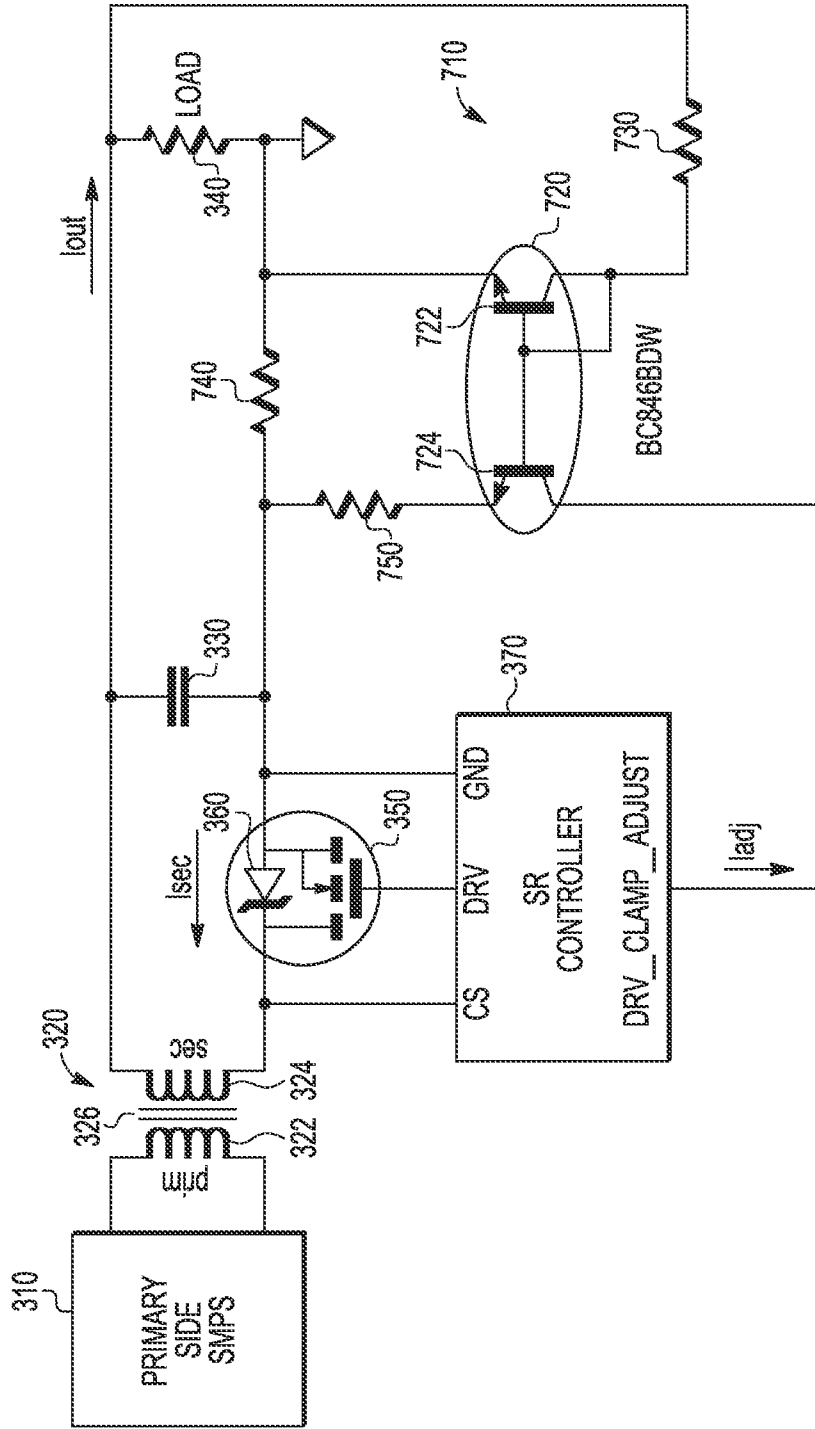 310
PRIMARY
SIDE
SMPS
320
326
prim
sec
322
324
Isec
360
350
330
Iout
LOAD
340
740
750
710
720
722
724
730
BC846BDW
370
CS
DRV
GND
SR
CONTROLLER
DRV_CLAMP_ADJUST
Iadj